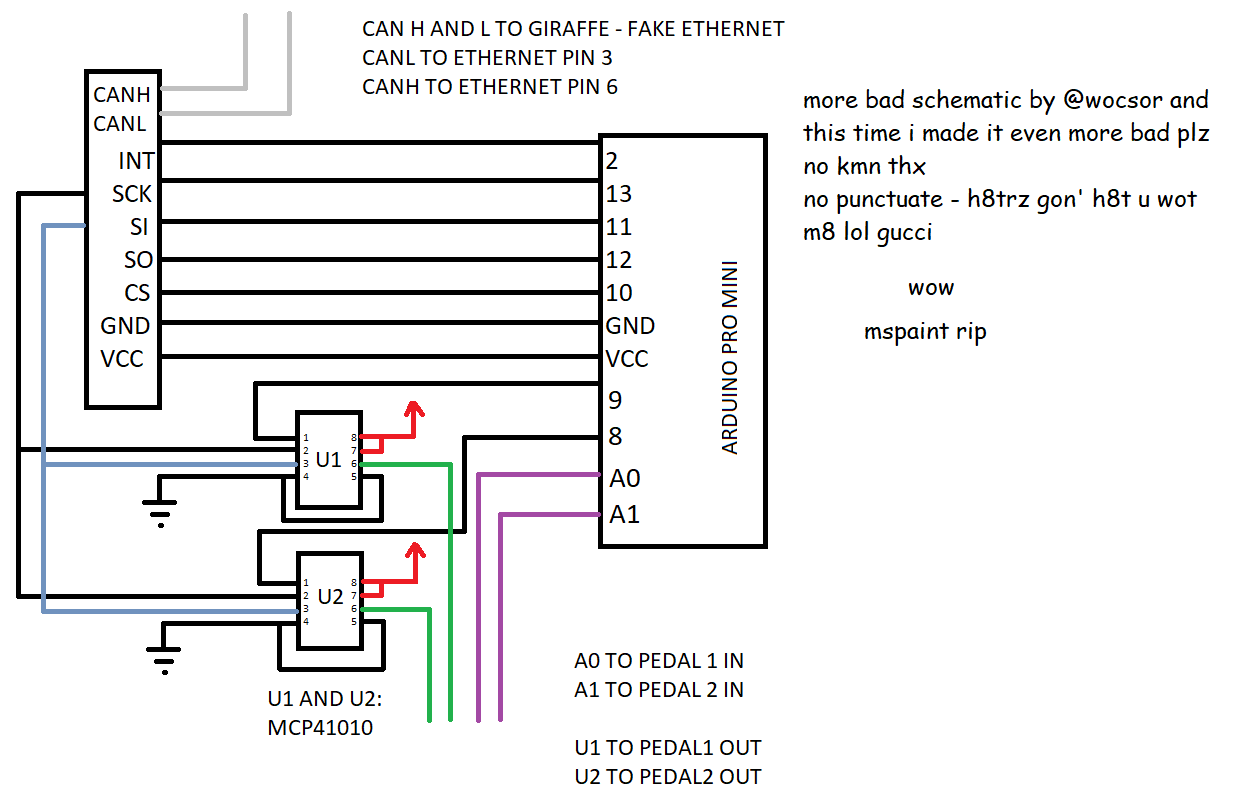 CAN H AND L TO GIRAFFE - FAKE ETHERNET
CANL TO ETHERNET PIN 3
CANH TO ETHERNET PIN 6
more bad schematic by @wocsor and
this time i made it even more bad plz
no kmn thx
no punctuate - h8trz gon' h8t u wot
m8 lol gucci
wow
mspaint rip
CANH
CANL
INT
SCK
SI
SO
CS
GND
VCC
2
13
11
12
10
GND
VCC
9
8
A0
A1
ARDUINO PRO MINI
1
2
3
4
U1
8
7
6
5
1
2
3
4
U2
8
7
6
5
U1 AND U2:
MCP41010
A0 TO PEDAL 1 IN
A1 TO PEDAL 2 IN
U1 TO PEDAL1 OUT
U2 TO PEDAL2 OUT